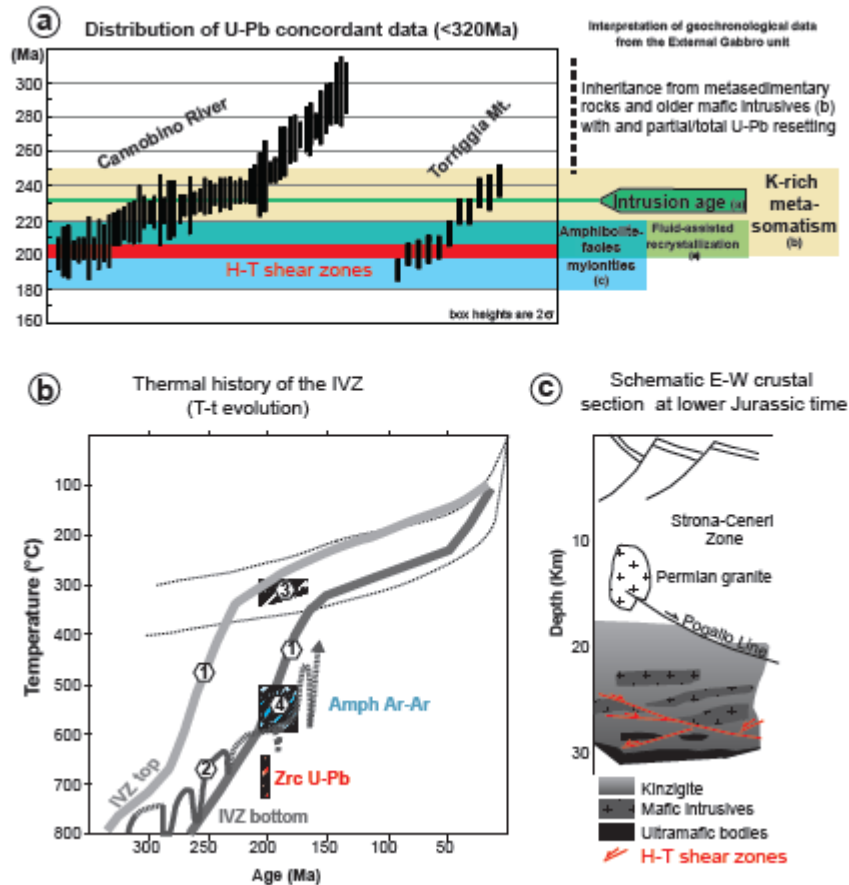 a
Distribution of U-Pb concordant data (<320Ma)
Interpretation of geochronological data
from the External Gabbro unit
(Ma)
300
280
260
240
220
200
180
160
Cannobino River
Torriggia Mt.
H-T shear zones
box heights are 2σ
Inheritance from metasedimentary
rocks and older mafic intrusives (b)
with and partial/total U-Pb resetting
Intrusion age
K-rich
meta-
somatism
(b)
Amphibolite-
facies
mylonities
(c)
Fluid-assisted
recrystallization
b
Thermal history of the IVZ
(T-t evolution)
Temperature (°C)
100
200
300
400
500
600
700
800
300
250
200
150
100
50
Age (Ma)
IVZ top
IVZ bottom
1
1
2
3
4
Amph Ar-Ar
Zrc U-Pb
c
Schematic E-W crustal
section at lower Jurassic time
Depth (Km)
10
20
30
Strona-Ceneri
Zone
Permian granite
Pogallo Line
Kinzigite
Mafic intrusives
Ultramafic bodies
H-T shear zones